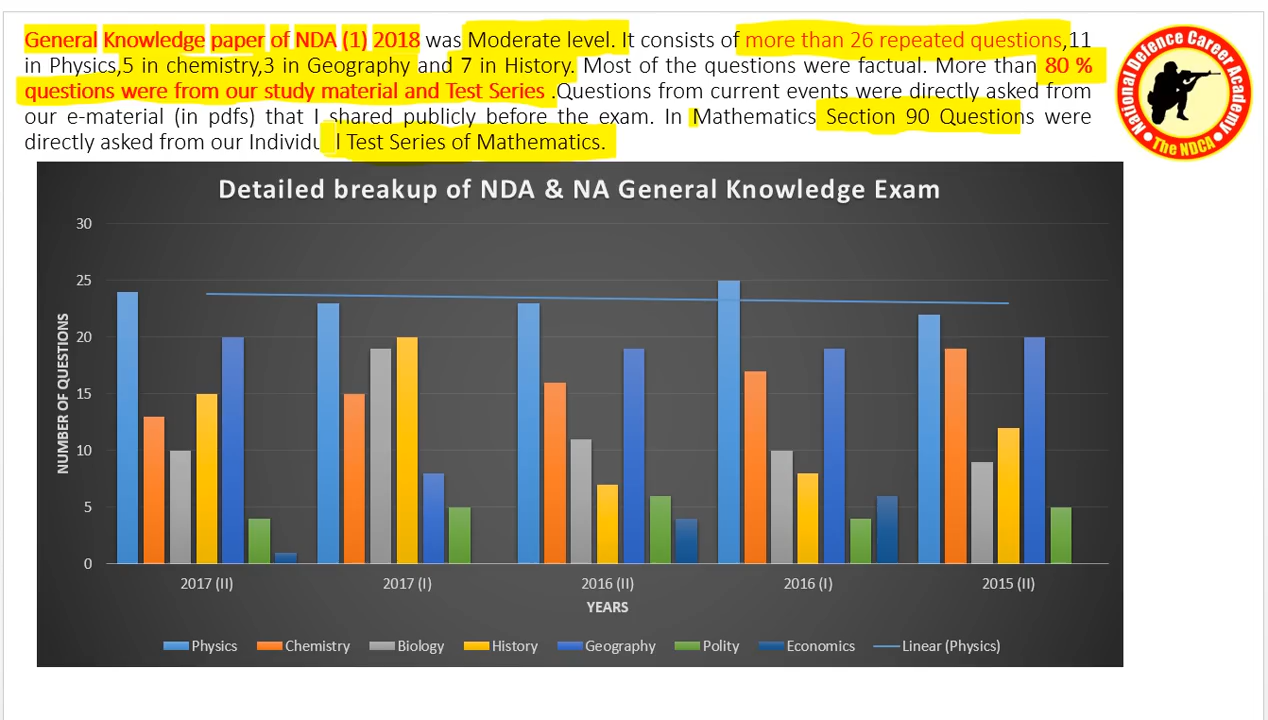 General Knowledge paper of NDA (1) 2018 was Moderate level. It consists of more than 26 repeated questions,11
in Physics,5 in chemistry,3 in Geography and 7 in History. Most of the questions were factual. More than 80 %
questions were from our study material and Test Series .Questions from current events were directly asked from
our e-material (in pdfs) that I shared publicly before the exam. In Mathematics Section 90 Questions were
directly asked from our Individu l Test Series of Mathematics.
National Defence Career Academy
The NDCA
Detailed breakup of NDA & NA General Knowledge Exam
NUMBER OF QUESTIONS
30
25
20
15
10
5
0
2017 (II) 2017 (I) 2016 (II) 2016 (I) 2015 (II)
YEARS
Physics Chemistry Biology History Geography Polity Economics Linear (Physics)